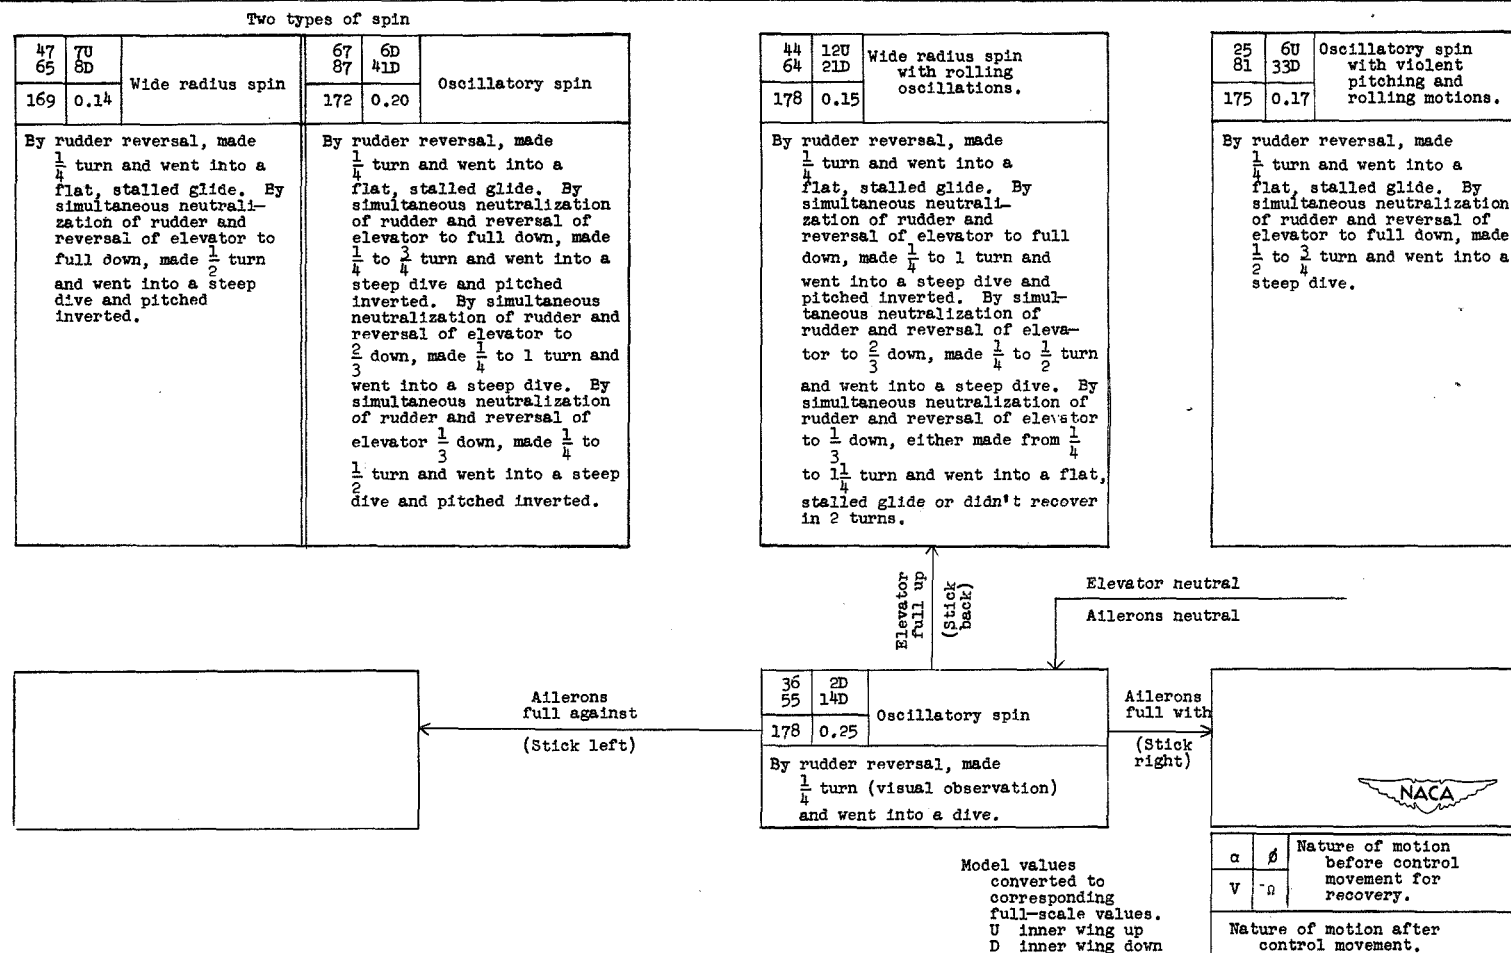 Two types of spin
47 7U
65 8D
Wide radius spin
169 0.14
By rudder reversal, made
1/4 turn and went into a
flat, stalled glide. By
simultaneous neutrali-
zation of rudder and
reversal of elevator to
full down, made 1/2 turn
and went into a steep
dive and pitched
inverted.
67 6D
87 41D
Oscillatory spin
172 0.20
By rudder reversal, made
1/4 turn and went into a
flat, stalled glide. By
simultaneous neutralization
of rudder and reversal of
elevator to full down, made
1/4 to 3/4 turn and went into a
steep dive and pitched
inverted. By simultaneous
neutralization of rudder and
reversal of elevator to
2/3 down, made 1/4 to 1 turn and
went into a steep dive. By
simultaneous neutralization
of rudder and reversal of
elevator 1/3 down, made 1/4 to
1/2 turn and went into a steep
dive and pitched inverted.
44 12U
64 21D
Wide radius spin
with rolling
oscillations.
178 0.15
By rudder reversal, made
1/4 turn and went into a
flat, stalled glide. By
simultaneous neutrali-
zation of rudder and
reversal of elevator to full
down, made 1/4 to 1 turn and
went into a steep dive and
pitched inverted. By simul-
taneous neutralization of
rudder and reversal of eleva-
tor to 2/3 down, made 1/4 to 1/2 turn
and went into a steep dive. By
simultaneous neutralization of
rudder and reversal of elevator
to 1/3 down, either made from 1/4
to 1 1/4 turn and went into a flat,
stalled glide or didn't recover
in 2 turns.
25 6U
81 33D
Oscillatory spin
with violent
pitching and
rolling motions.
175 0.17
By rudder reversal, made
1/4 turn and went into a
flat, stalled glide. By
simultaneous neutralization
of rudder and reversal of
elevator to full down, made
1/2 to 3/4 turn and went into a
steep dive.
Elevator
full up
(Stick
back)
Elevator neutral
Ailerons neutral
Ailerons
full against
(Stick left)
36 2D
55 14D
Oscillatory spin
178 0.25
By rudder reversal, made
1/4 turn (visual observation)
and went into a dive.
Ailerons
full with
(Stick
right)
NACA
Model values
converted to
corresponding
full-scale values.
U inner wing up
D inner wing down
α ø
V Ω
Nature of motion
before control
movement for
recovery.
Nature of motion after
control movement.